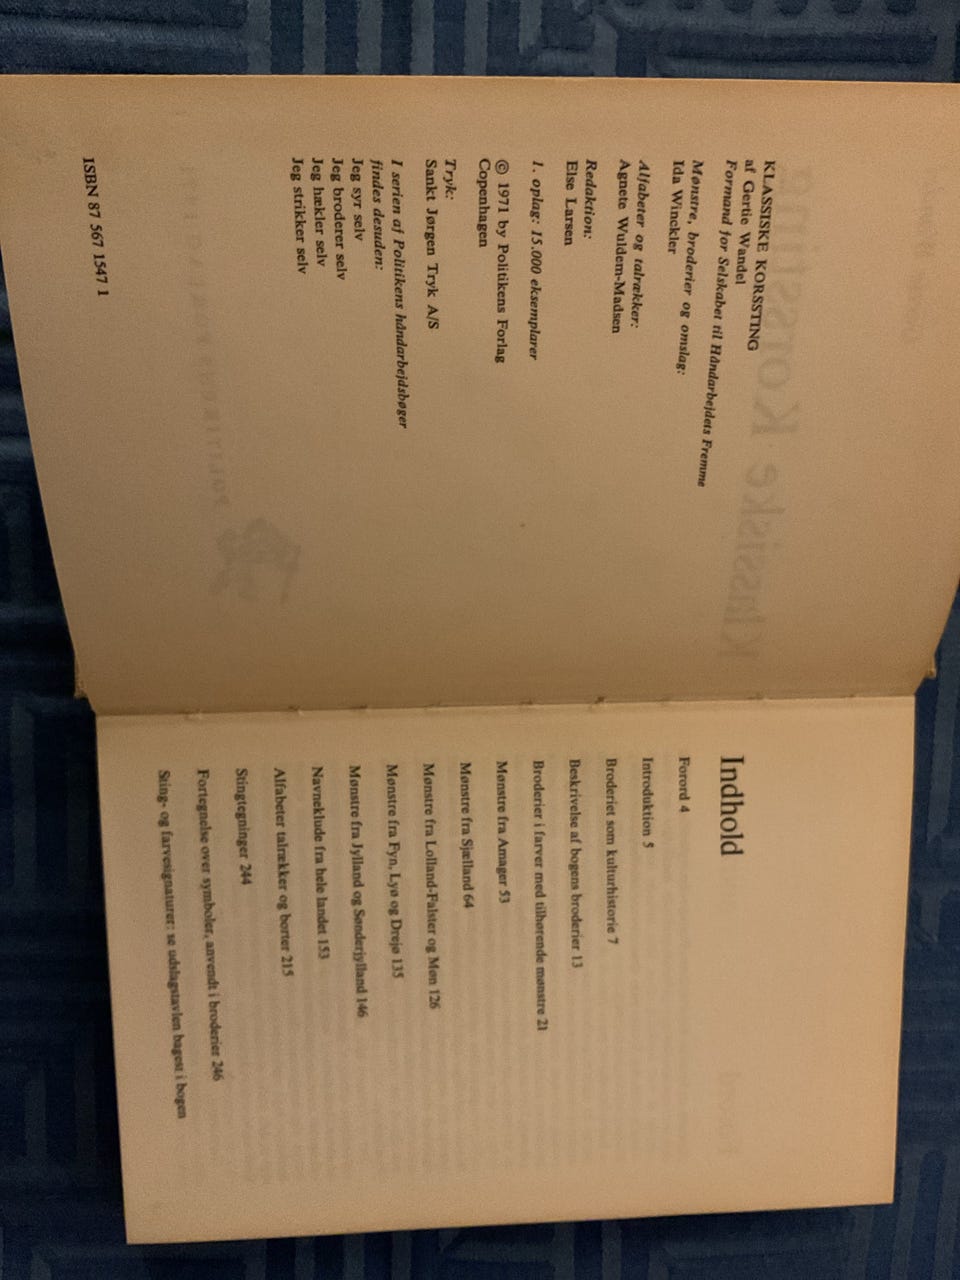 KLASSISKE KORSSTING
af Gertie Wandel
Formand for Selskabet til Håndarbejdets Fremme
Mønstre, broderier og omslag:
Ida Winckler
Alfabeter og talrækker:
Agnete Wuldem-Madsen
Redaktion:
Else Larsen
1. oplag: 15.000 eksemplarer
© 1971 by Politikens Forlag
Copenhagen
Tryk:
Sankt Jørgen Tryk A/S
I serien af Politikens håndarbejdsbøger
findes desuden:
Jeg syr selv
Jeg broderer selv
Jeg hækler selv
Jeg strikker selv
ISBN 87 567 1547 1
Indhold
Forord 4
Introduktion 5
Broderiet som kulturhistorie 7
Beskrivelse af bogens broderier 13
Broderier i farver med tilhørende mønstre 21
Mønstre fra Amager 53
Mønstre fra Sjælland 64
Mønstre fra Lolland-Falster og Møn 126
Mønstre fra Fyn, Lyø og Drejø 135
Mønstre fra Jylland og Sønderjylland 146
Navneklude fra hele landet 153
Alfabeter talrækker og borter 215
Stingtegninger 244
Fortegnelse over symboler, anvendt i broderier 246
Sting- og farvesignaturer: se udslagstavlen bagest i bogen